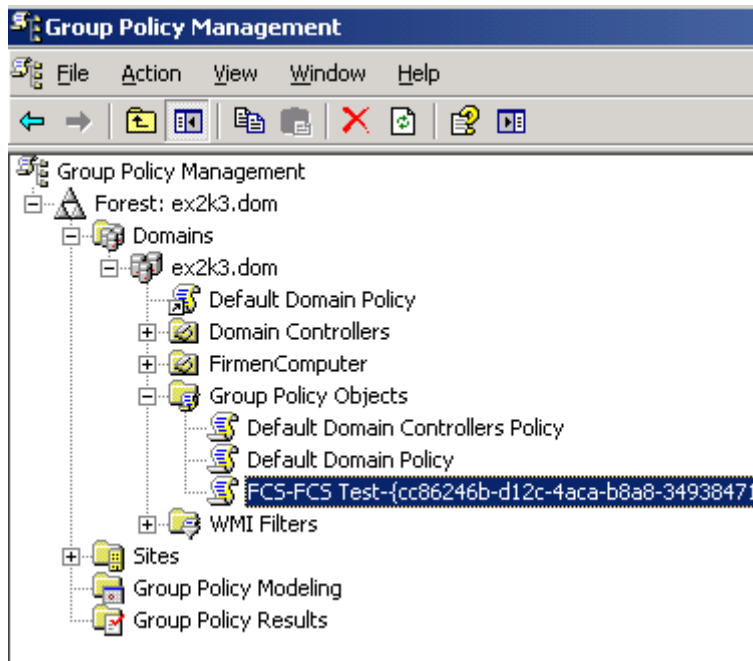 Group Policy Management
File Action View Window Help
Group Policy Management
Forest: ex2k3.dom
Domains
ex2k3.dom
Default Domain Policy
Domain Controllers
FirmenComputer
Group Policy Objects
Default Domain Controllers Policy
Default Domain Policy
FCS-FCS Test-{cc86246b-d12c-4aca-b8a8-34938471
WMI Filters
Sites
Group Policy Modeling
Group Policy Results